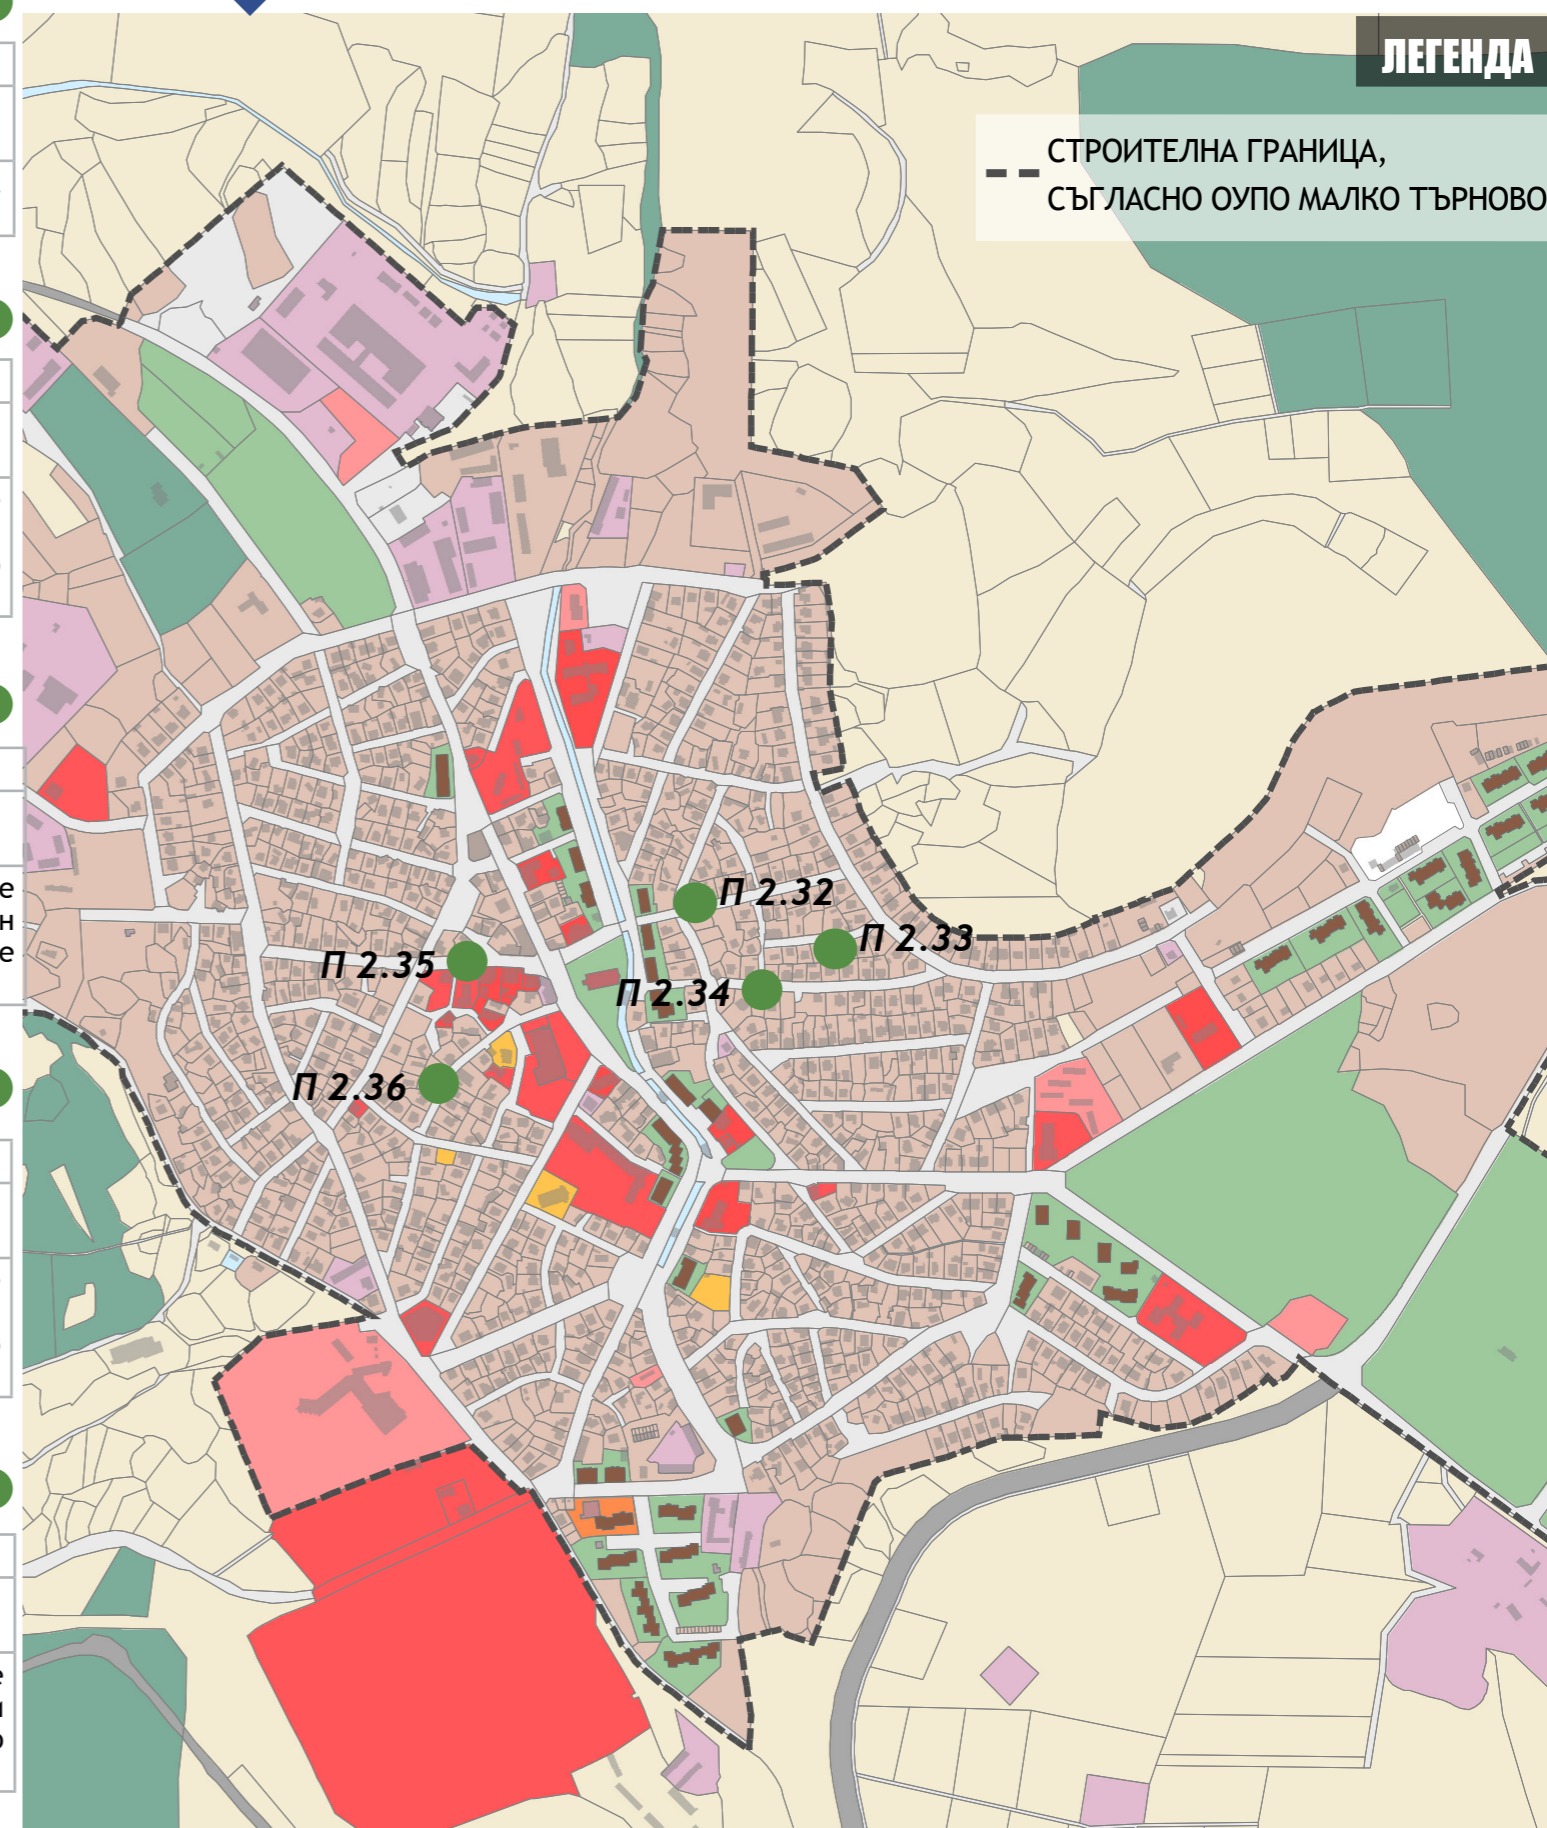 ЛЕГЕНДА
СТРОИТЕЛНА ГРАНИЦА,
СЪГЛАСНО ОУПО МАЛКО ТЪРНОВО
П 2.32
П 2.33
П 2.35
П 2.34
П 2.36